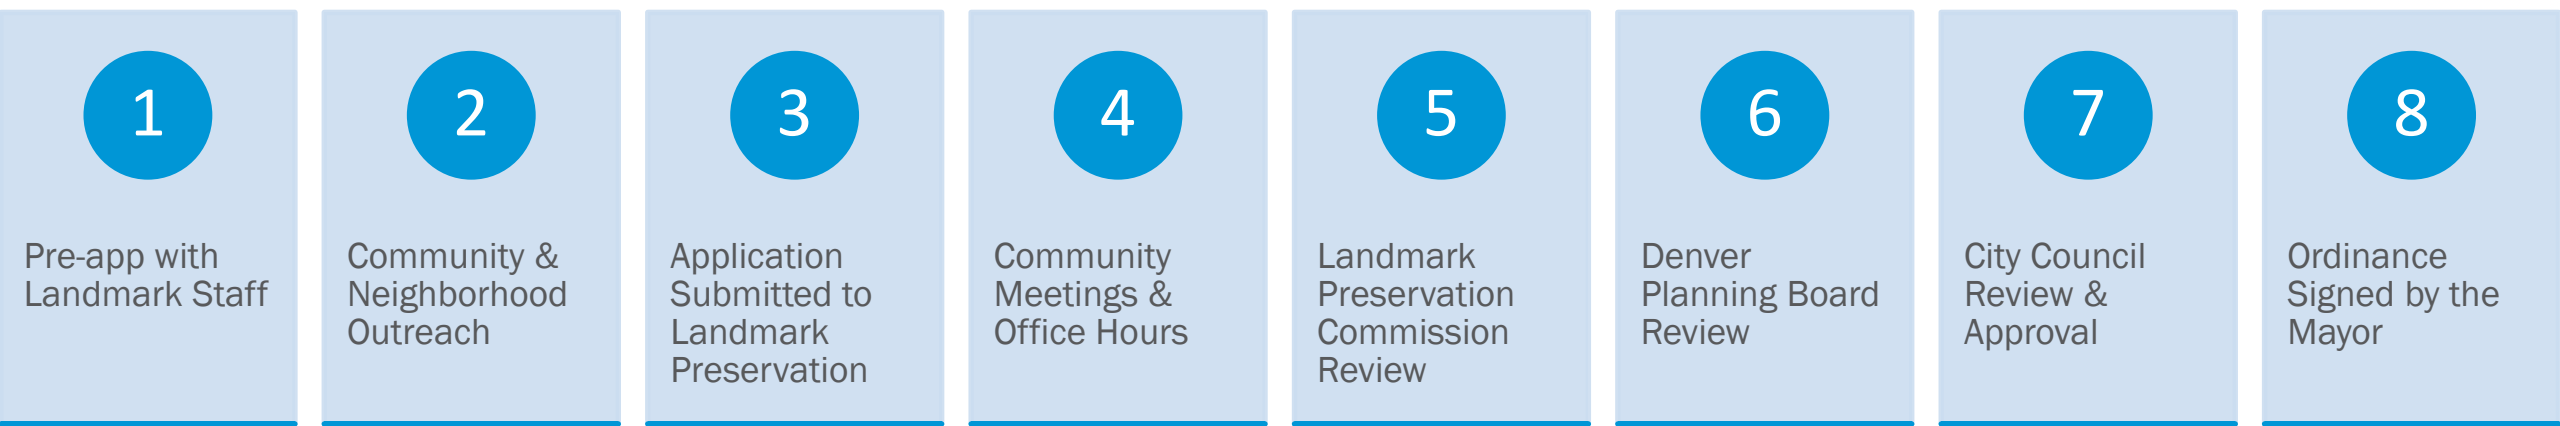 1
Pre-app with
Landmark Staff
2
Community &
Neighborhood
Outreach
3
Application
Submitted to
Landmark
Preservation
4
Community
Meetings &
Office Hours
5
Landmark
Preservation
Commission
Review
6
Denver
Planning Board
Review
7
City Council
Review &
Approval
8
Ordinance
Signed by the
Mayor